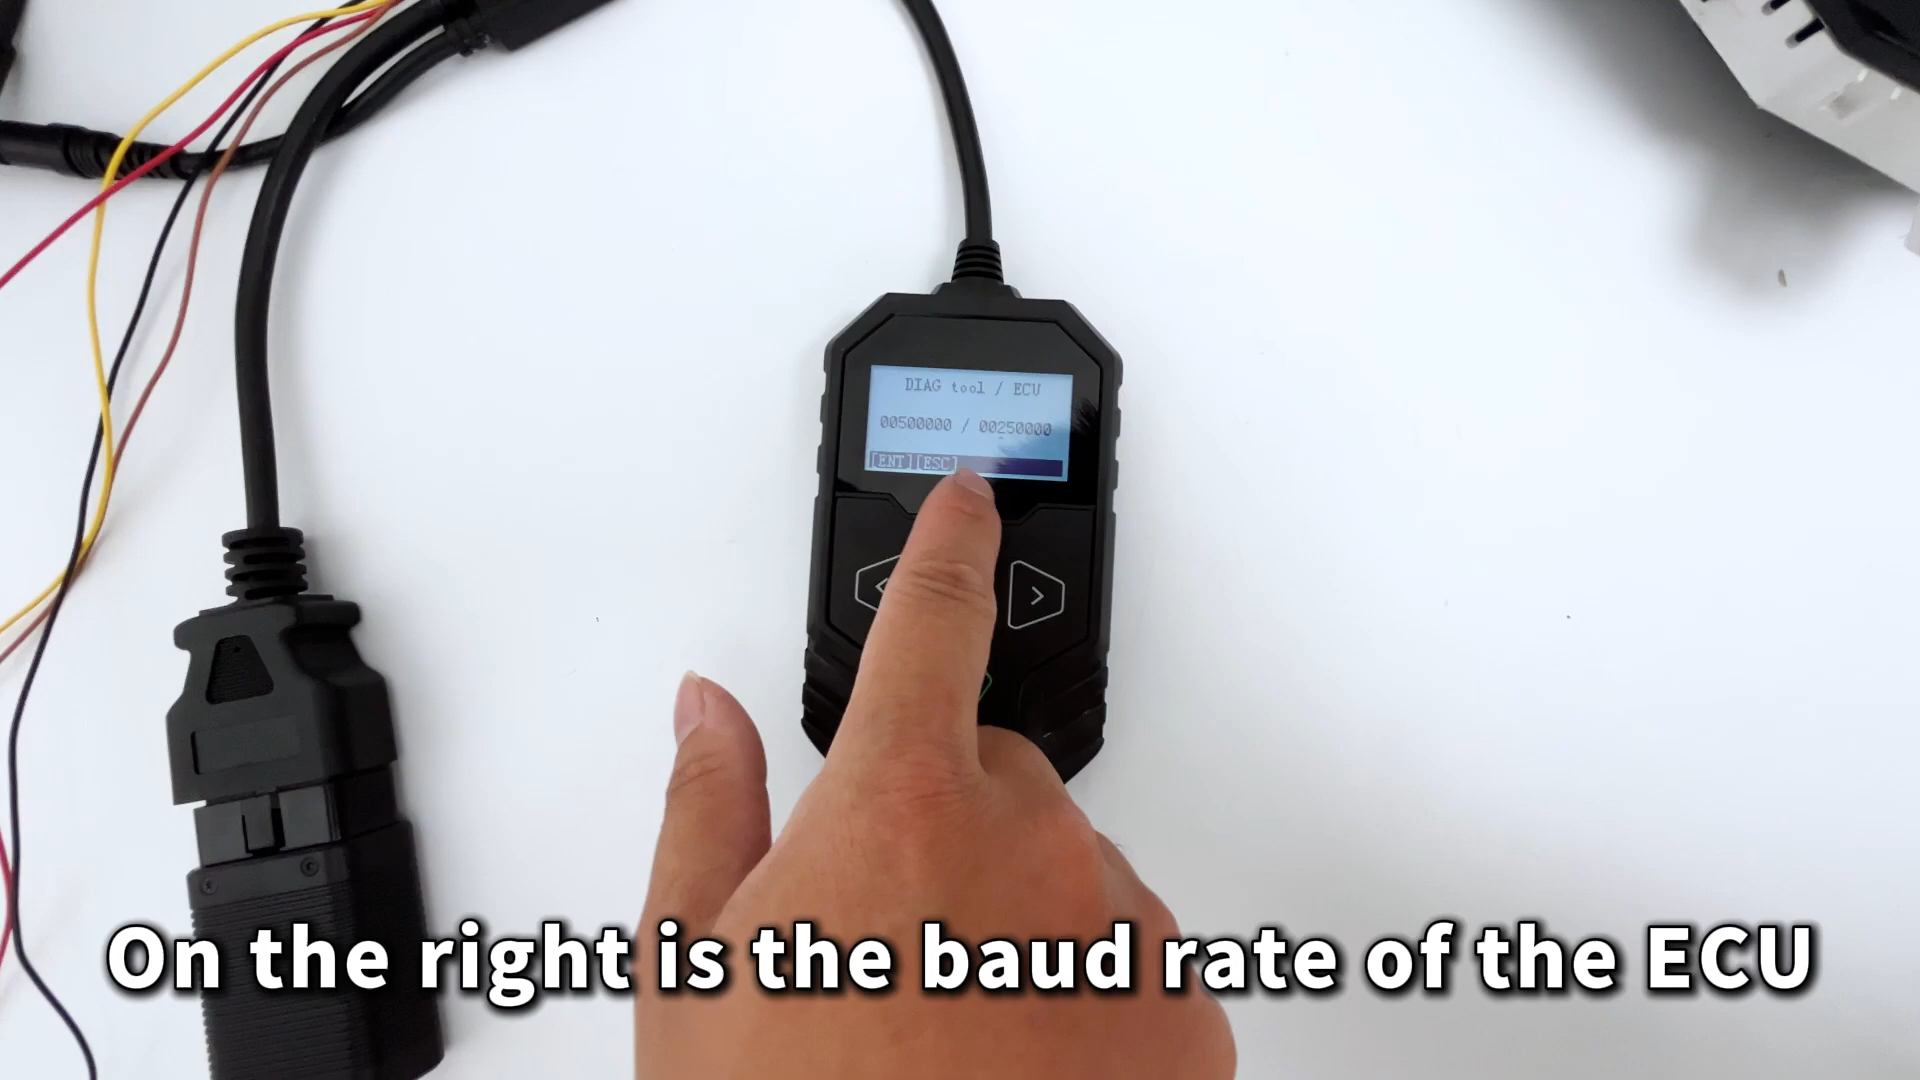 DIAG tool / ECU
00500000 / 00250000
[ENT][ESC]
On the right is the baud rate of the ECU